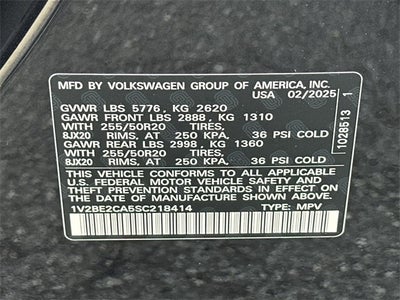 MFD BY VOLKSWAGEN GROUP OF AMERICA, INC.
USA 02/2025
GVWR LBS 5776, KG 2620
GAWR FRONT LBS 2888, KG 1310
WITH 255/50R20 TIRES,
8JX20 RIMS, AT 250 KPA, 36 PSI COLD
GAWR REAR LBS 2998, KG 1360
WITH 255/50R20 TIRES,
8JX20 RIMS, AT 250 KPA, 36 PSI COLD
THIS VEHICLE CONFORMS TO ALL APPLICABLE
U.S. FEDERAL MOTOR VEHICLE SAFETY AND
THEFT PREVENTION STANDARDS IN EFFECT ON
THE DATE OF MANUFACTURE SHOWN ABOVE.
1V2BE2CA5SC218414 TYPE: MPV
1028513 1